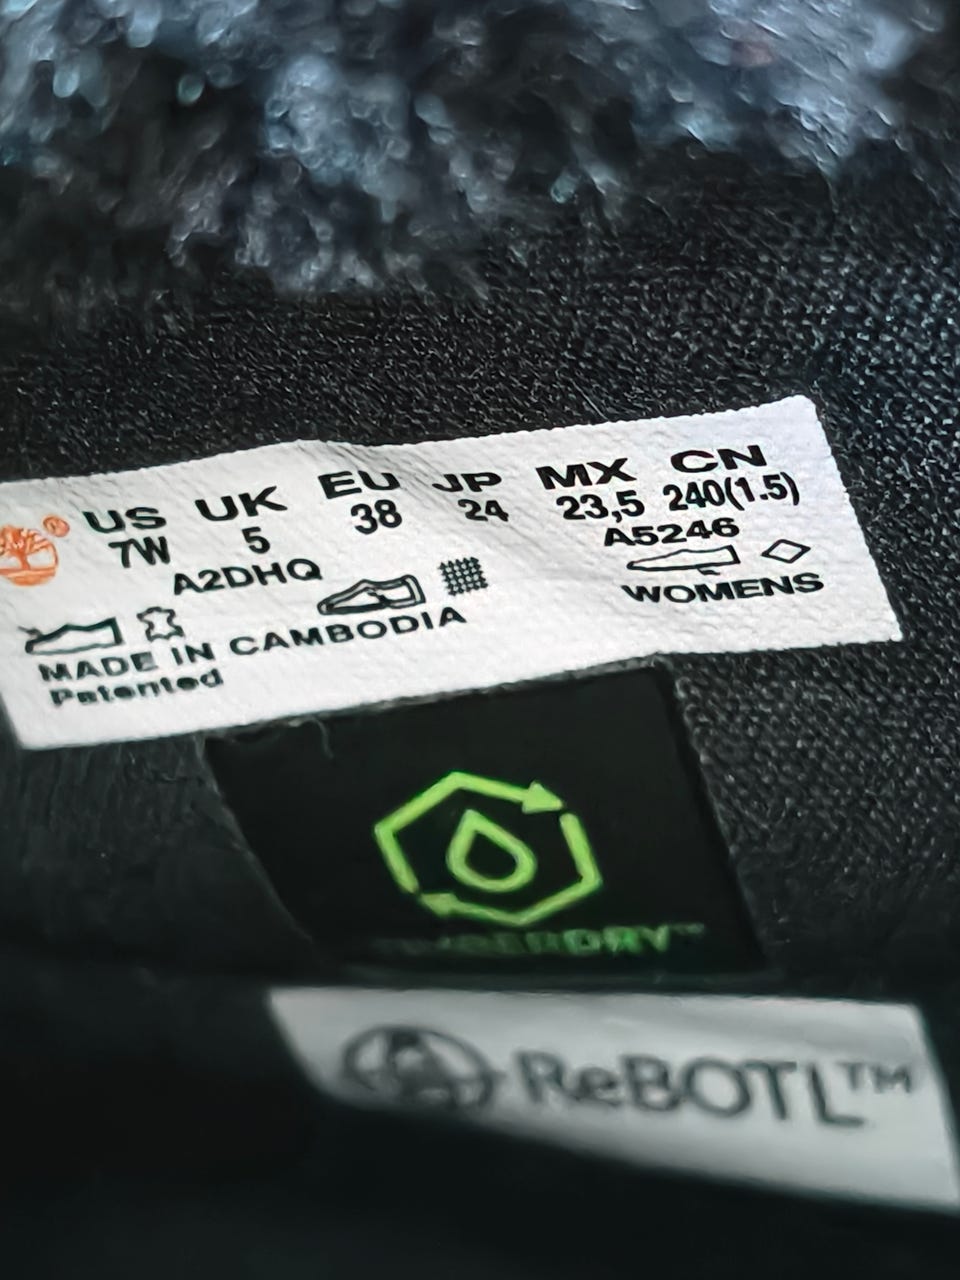 US UK EU JP MX CN
7W 5 38 24 23,5 240(1.5)
A2DHQ A5246
WOMENS
MADE IN CAMBODIA
Patented
TIMBERDRY™
ReBOTL™